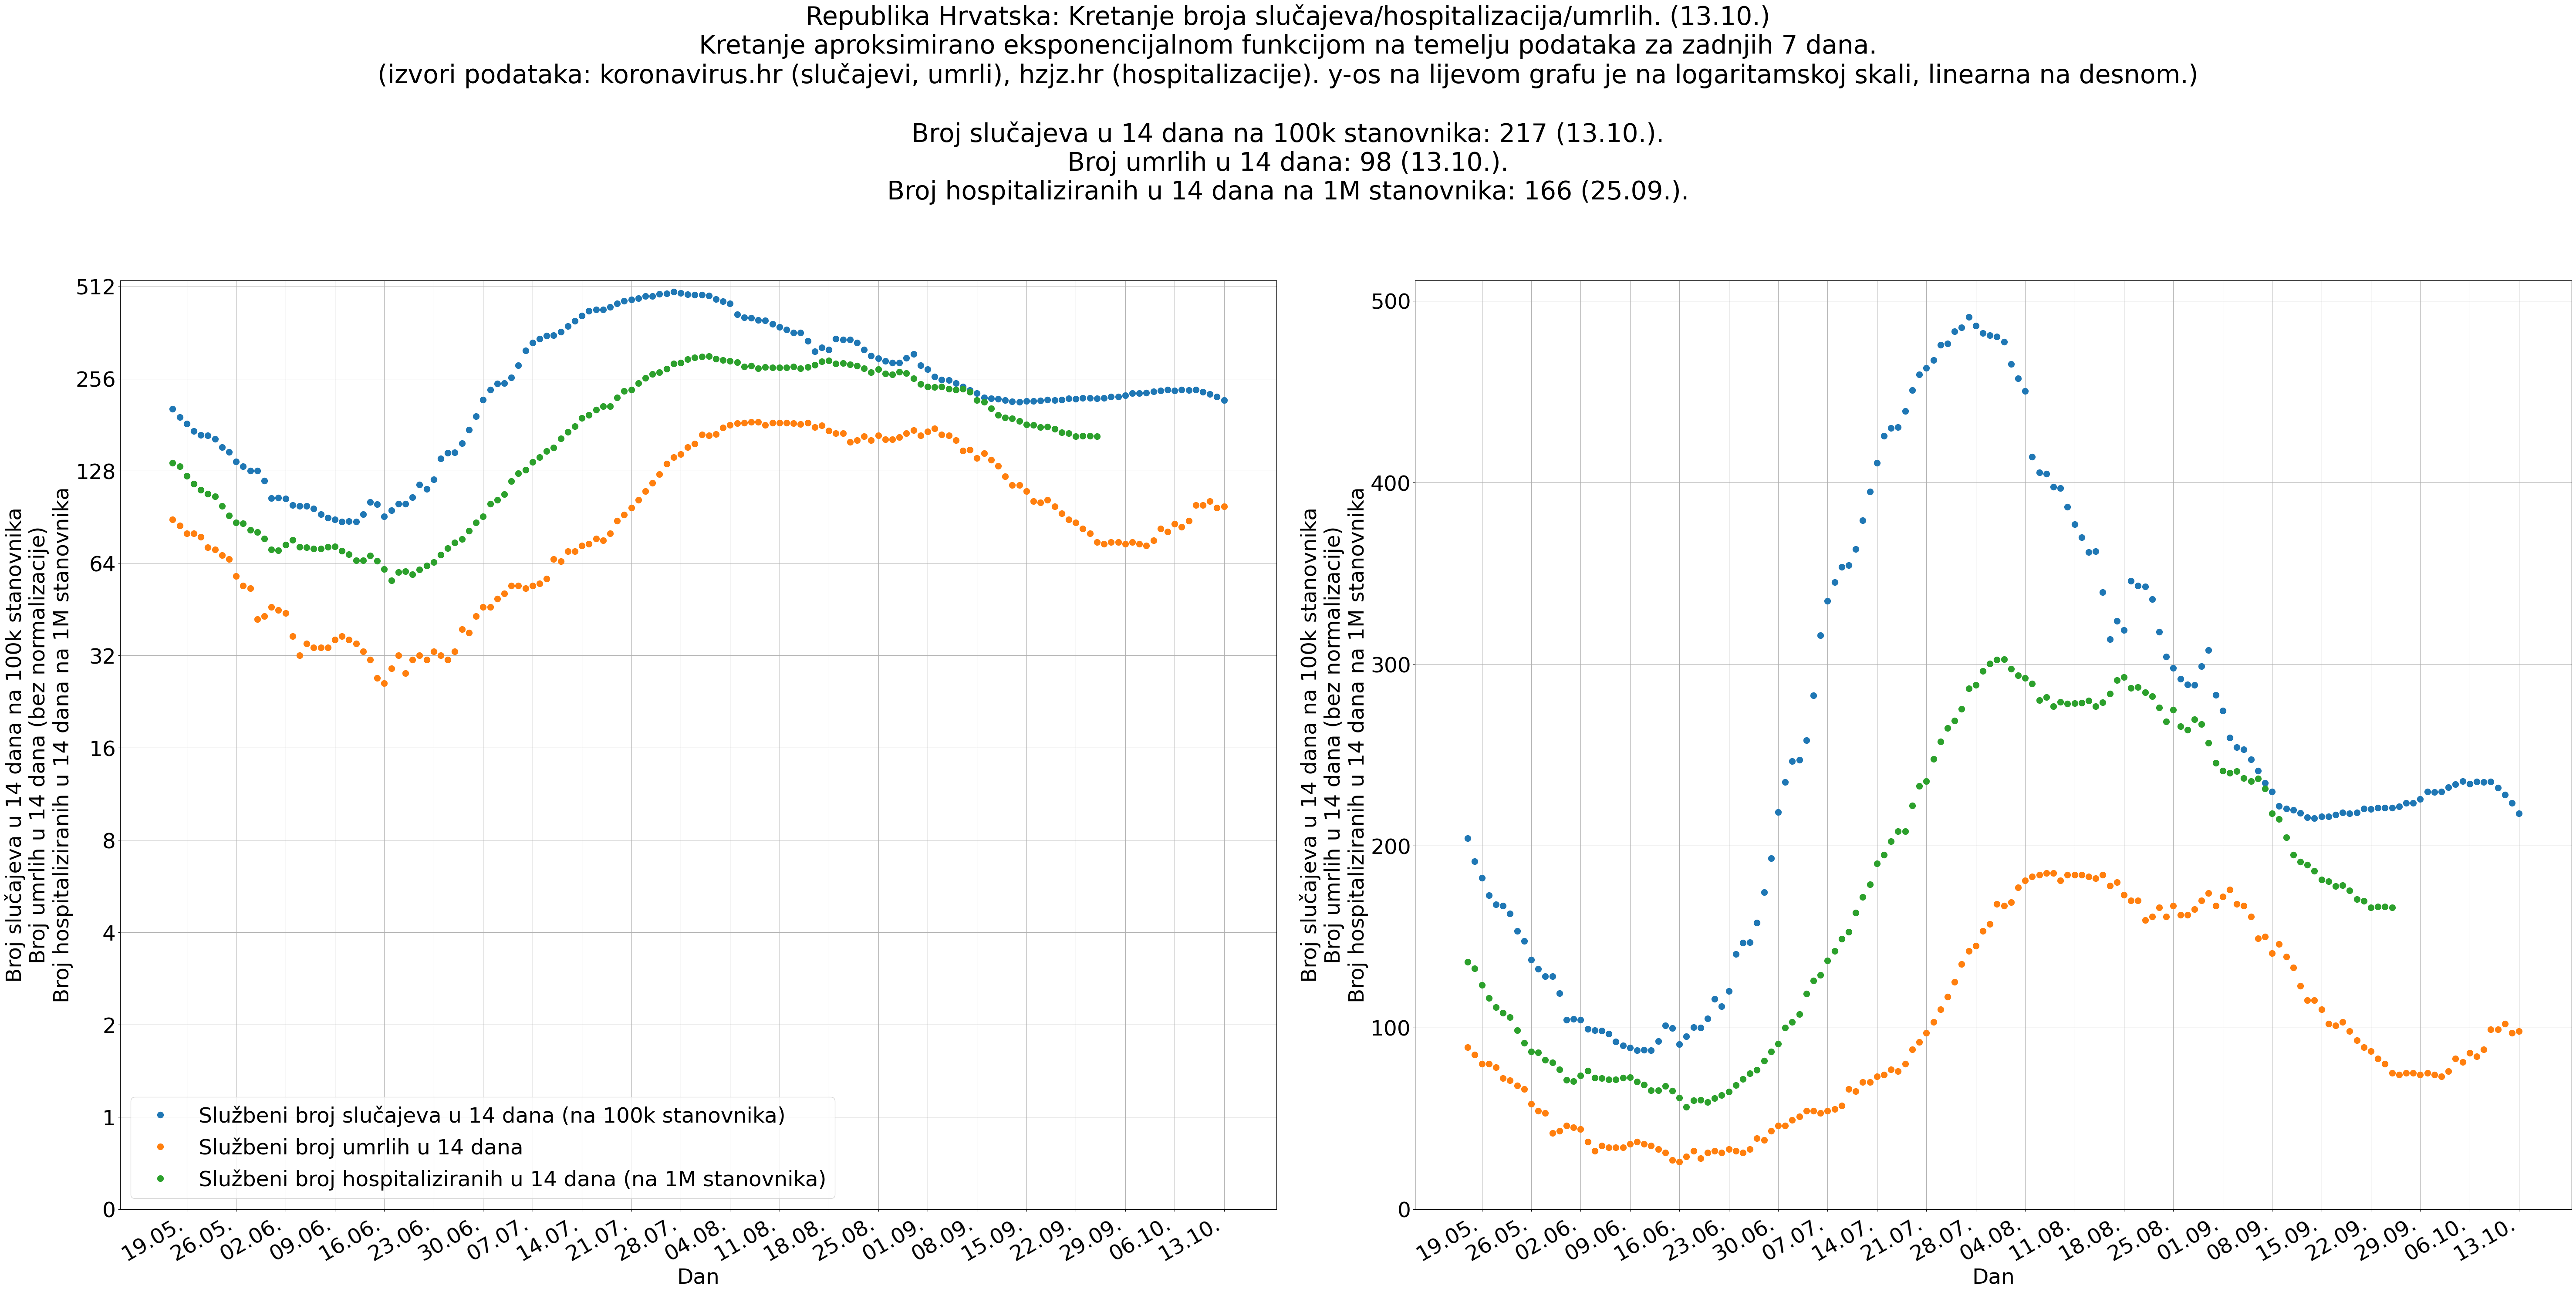 Republika Hrvatska: Kretanje broja slučajeva/hospitalizacija/umrlih. (13.10.)
Kretanje aproksimirano eksponencijalnom funkcijom na temelju podataka za zadnjih 7 dana.
(izvori podataka: koronavirus.hr (slučajevi, umrli), hzjz.hr (hospitalizacije). y-os na lijevom grafu je na logaritamskoj skali, linearna na desnom.)
Broj slučajeva u 14 dana na 100k stanovnika: 217 (13.10.).
Broj umrlih u 14 dana: 98 (13.10.).
Broj hospitaliziranih u 14 dana na 1M stanovnika: 166 (25.09.).
Broj slučajeva u 14 dana na 100k stanovnika
Broj umrlih u 14 dana (bez normalizacije)
Broj hospitaliziranih u 14 dana na 1M stanovnika
512
256
128
64
32
16
8
4
2
1
0
Službeni broj slučajeva u 14 dana (na 100k stanovnika)
Službeni broj umrlih u 14 dana
Službeni broj hospitaliziranih u 14 dana (na 1M stanovnika)
19.05. 26.05. 02.06. 09.06. 16.06. 23.06. 30.06. 07.07. 14.07. 21.07. 28.07. 04.08. 11.08. 18.08. 25.08. 01.09. 08.09. 15.09. 22.09. 29.09. 06.10. 13.10.
Dan
Broj slučajeva u 14 dana na 100k stanovnika
Broj umrlih u 14 dana (bez normalizacije)
Broj hospitaliziranih u 14 dana na 1M stanovnika
500
400
300
200
100
0
19.05. 26.05. 02.06. 09.06. 16.06. 23.06. 30.06. 07.07. 14.07. 21.07. 28.07. 04.08. 11.08. 18.08. 25.08. 01.09. 08.09. 15.09. 22.09. 29.09. 06.10. 13.10.
Dan